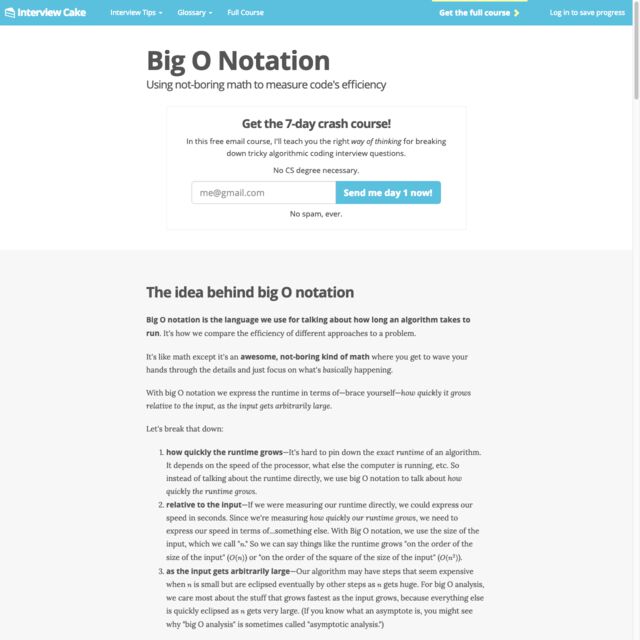 Interview Cake Interview Tips Glossary Full Course Get the full course Log in to save progress
Big O Notation
Using not-boring math to measure code's efficiency
Get the 7-day crash course!
In this free email course, I'll teach you the right way of thinking for breaking
down tricky algorithmic coding interview questions.
No CS degree necessary.
me@gmail.com Send me day 1 now!
No spam, ever.
The idea behind big O notation
Big O notation is the language we use for talking about how long an algorithm takes to
run. It's how we compare the efficiency of different approaches to a problem.
It's like math except it's an awesome, not-boring kind of math where you get to wave your
hands through the details and just focus on what's basically happening.
With big O notation we express the runtime in terms of—brace yourself—how quickly it grows
relative to the input, as the input gets arbitrarily large.
Let's break that down:
1. how quickly the runtime grows—It's hard to pin down the exact runtime of an algorithm.
It depends on the speed of the processor, what else the computer is running, etc. So
instead of talking about the runtime directly, we use big O notation to talk about how
quickly the runtime grows.
2. relative to the input—If we were measuring our runtime directly, we could express our
speed in seconds. Since we're measuring how quickly our runtime grows, we need to
express our speed in terms of...something else. With Big O notation, we use the size of the
input, which we call "n." So we can say things like the runtime grows "on the order of the
size of the input" (O(n)) or "on the order of the square of the size of the input" (O(n²)).
3. as the input gets arbitrarily large—Our algorithm may have steps that seem expensive
when n is small but are eclipsed eventually by other steps as n gets huge. For big O analysis,
we care most about the stuff that grows fastest as the input grows, because everything else
is quickly eclipsed as n gets very large. (If you know what an asymptote is, you might see
why "big O analysis" is sometimes called "asymptotic analysis.")